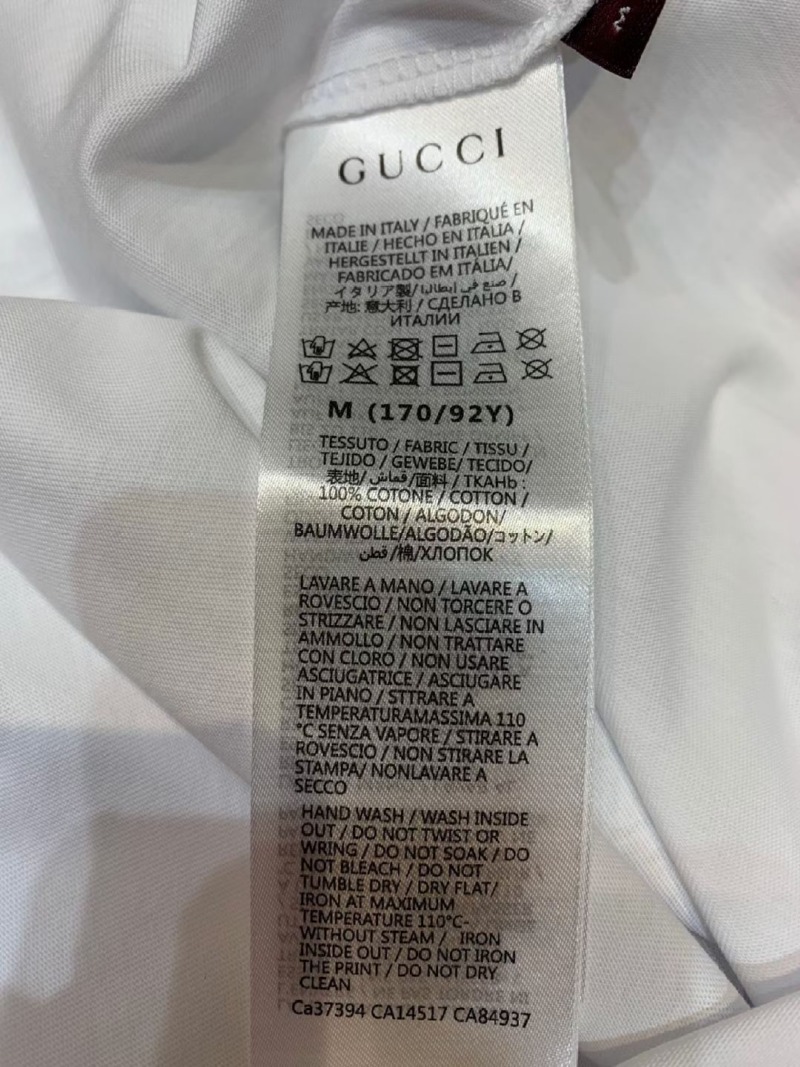 GUCCI
MADE IN ITALY / FABRIQUÉ EN
ITALIE / HECHO EN ITALIA /
HERGESTELLT IN ITALIEN /
FABRICADO EM ITÁLIA/
イタリア製/صنع في إيطاليا /
产地: 意大利 / СДЕЛАНО В
ИТАЛИИ
M (170/92Y)
TESSUTO / FABRIC / TISSU /
TEJIDO / GEWEBE/ TECIDO/
表地/قماش/面料 / TKAHb :
100% COTONE / COTTON /
COTON / ALGODON/
BAUMWOLLE/ALGODÃO/コットン/
قطن/棉/ХЛОПОК
LAVARE A MANO / LAVARE A
ROVESCIO / NON TORCERE O
STRIZZARE / NON LASCIARE IN
AMMOLLO / NON TRATTARE
CON CLORO / NON USARE
ASCIUGATRICE / ASCIUGARE
IN PIANO / STTRARE A
TEMPERATURAMASSIMA 110
°C SENZA VAPORE / STIRARE A
ROVESCIO / NON STIRARE LA
STAMPA/ NONLAVARE A
SECCO
HAND WASH / WASH INSIDE
OUT / DO NOT TWIST OR
WRING / DO NOT SOAK / DO
NOT BLEACH / DO NOT
TUMBLE DRY / DRY FLAT/
IRON AT MAXIMUM
TEMPERATURE 110°C-
WITHOUT STEAM / IRON
INSIDE OUT / DO NOT IRON
THE PRINT / DO NOT DRY
CLEAN
Ca37394 CA14517 CA84937